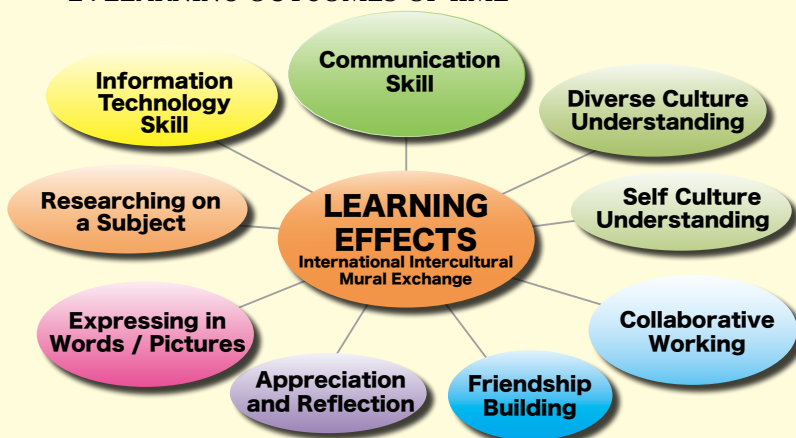 Communication
Skill
Information
Technology
Skill
Diverse Culture
Understanding
Researching on
a Subject
LEARNING
EFFECTS
International Intercultural
Mural Exchange
Self Culture
Understanding
Expressing in
Words / Pictures
Collaborative
Working
Appreciation
and Reflection
Friendship
Building